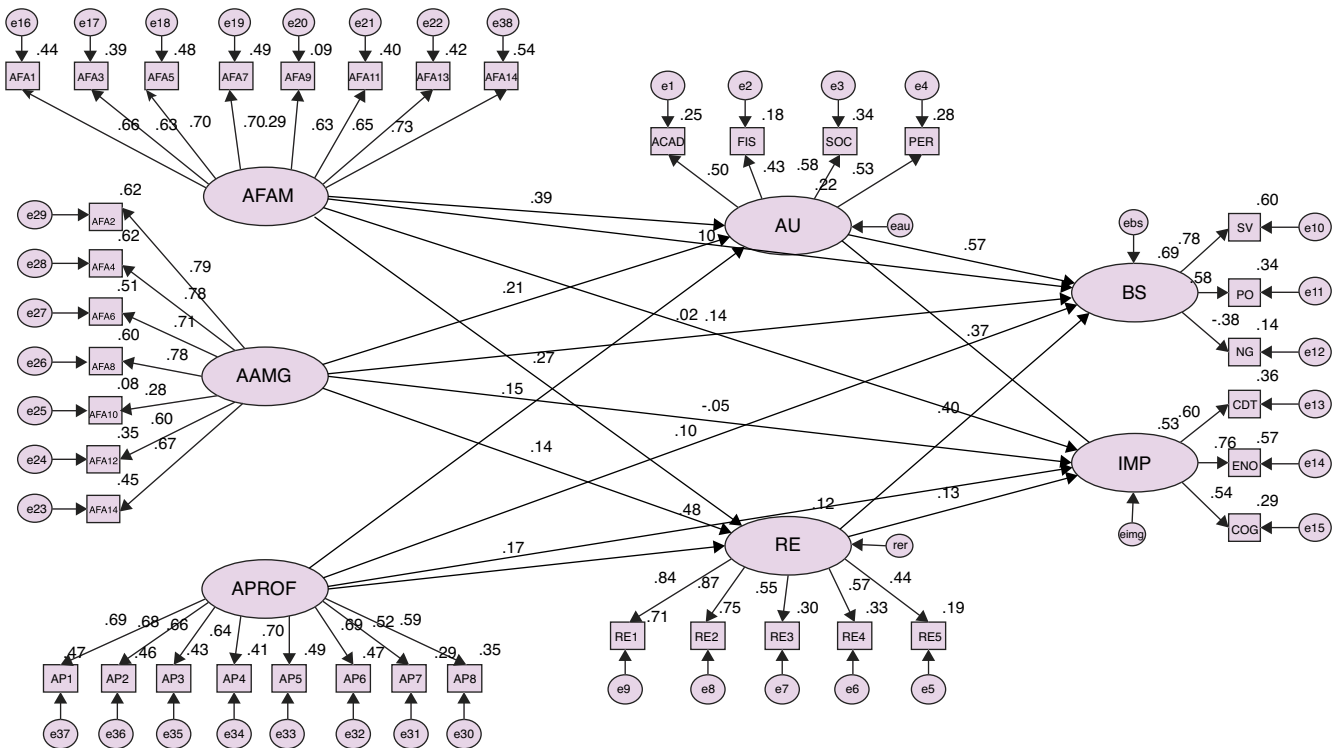 e16 e17 e18 e19 e20 e21 e22 e38
.44 .39 .48 .49 .09 .40 .42 .54
AFA1 AFA3 AFA5 AFA7 AFA9 AFA11 AFA13 AFA14
.66 .63 .70 .70 .29 .63 .65 .73
AFAM
e1 e2 e3 e4
.25 .18 .34 .28
ACAD FIS SOC PER
.50 .43 .58 .53
.22
AU
eau
e29 AFA2 .62
e28 AFA4 .62
e27 AFA6 .51
e26 AFA8 .60
e25 AFA10 .08
e24 AFA12 .35
e23 AFA14 .45
.79
.78
.71
.78
.28
.60
.67
AAMG
.39
.10
.21
.02 .14
.27
.15
-.05
.10
.14
.48
.12
.17
.57
.37
.40
.13
ebs
.69
BS
.78 .60
SV e10
.58 .34
PO e11
-.38 .14
NG e12
.53
IMP
eimg
.60 .36
CDT e13
.76 .57
ENO e14
.54 .29
COG e15
RE
rer
.84 .87 .55 .57 .44
.71 .75 .30 .33 .19
RE1 RE2 RE3 RE4 RE5
e9 e8 e7 e6 e5
APROF
.69 .68 .66 .64 .70 .69 .52 .59
.47 .46 .43 .41 .49 .47 .29 .35
AP1 AP2 AP3 AP4 AP5 AP6 AP7 AP8
e37 e36 e35 e34 e33 e32 e31 e30